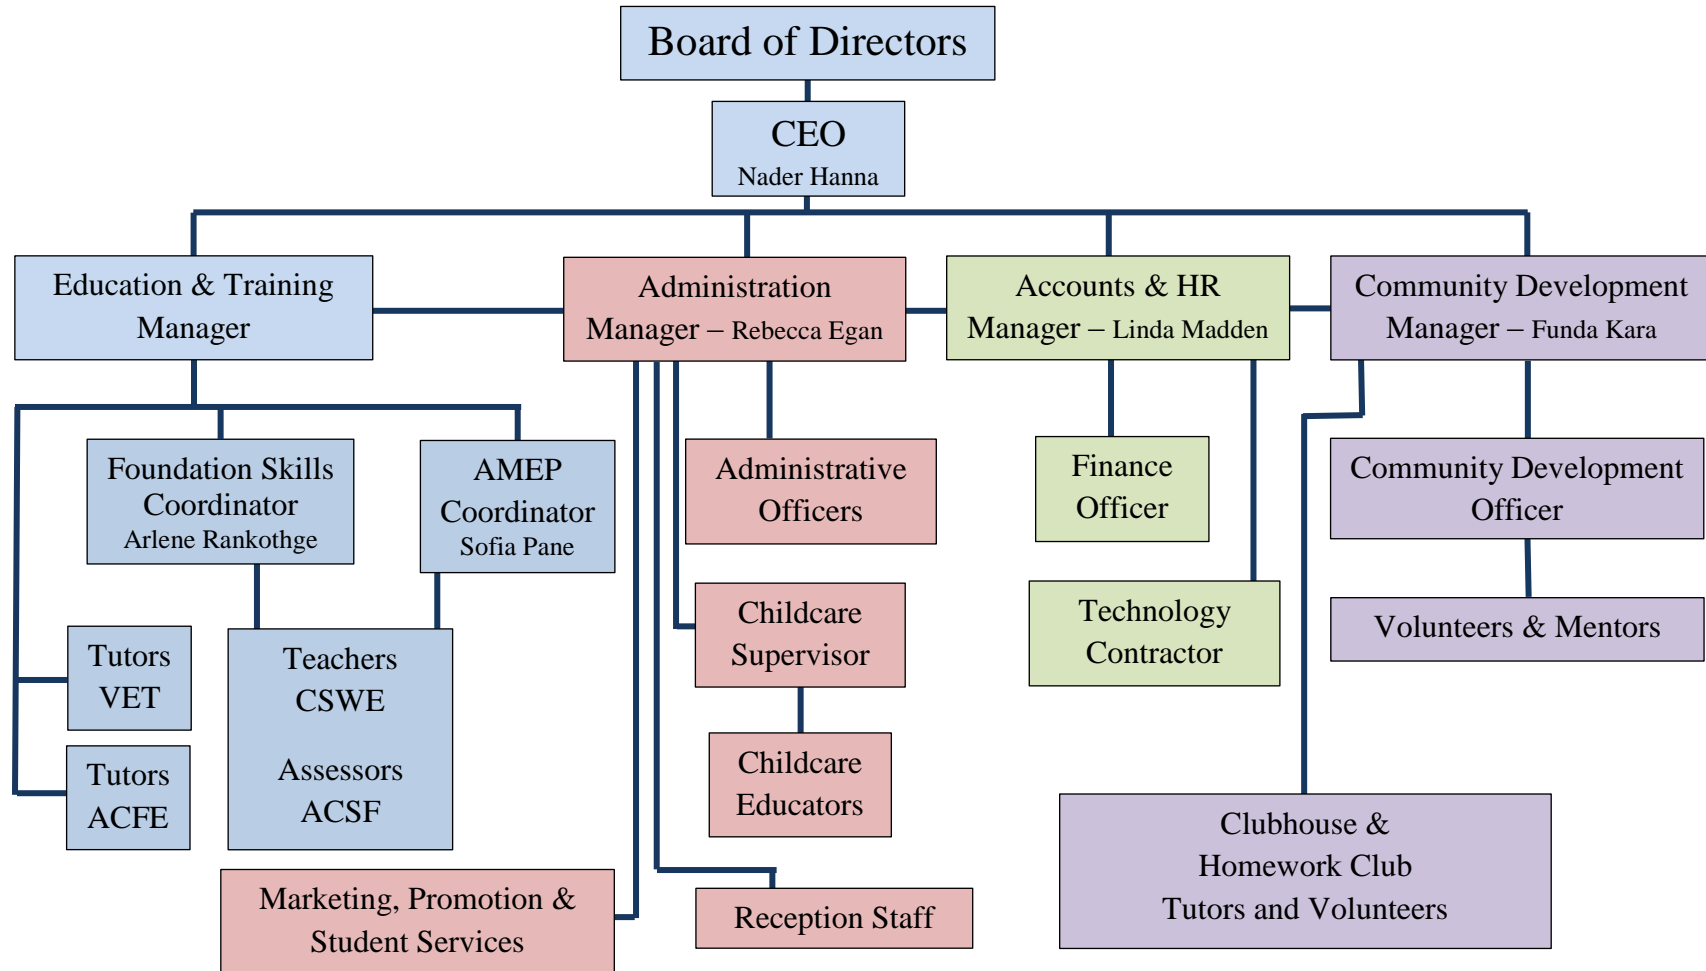 Board of Directors
CEO
Nader Hanna
Education & Training
Manager
Administration
Manager – Rebecca Egan
Accounts & HR
Manager – Linda Madden
Community Development
Manager – Funda Kara
Foundation Skills
Coordinator
Arlene Rankothge
AMEP
Coordinator
Sofia Pane
Administrative
Officers
Finance
Officer
Community Development
Officer
Tutors
VET
Teachers
CSWE
Assessors
ACSF
Childcare
Supervisor
Technology
Contractor
Volunteers & Mentors
Tutors
ACFE
Childcare
Educators
Clubhouse &
Homework Club
Tutors and Volunteers
Marketing, Promotion &
Student Services
Reception Staff